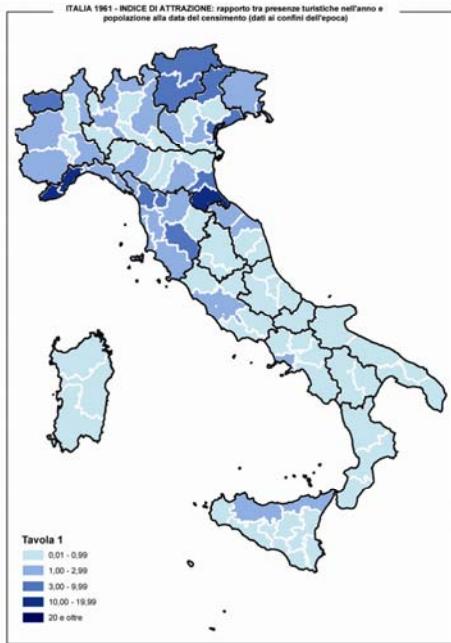 ITALIA 1961 - INDICE DI ATTRAZIONE: rapporto tra presenze turistiche nell'anno e
popolazione alla data del censimento (dati ai confini dell'epoca)
Tavola 1
0,01 - 0,99
1,00 - 2,99
3,00 - 9,99
10,00 - 19,99
20 e oltre